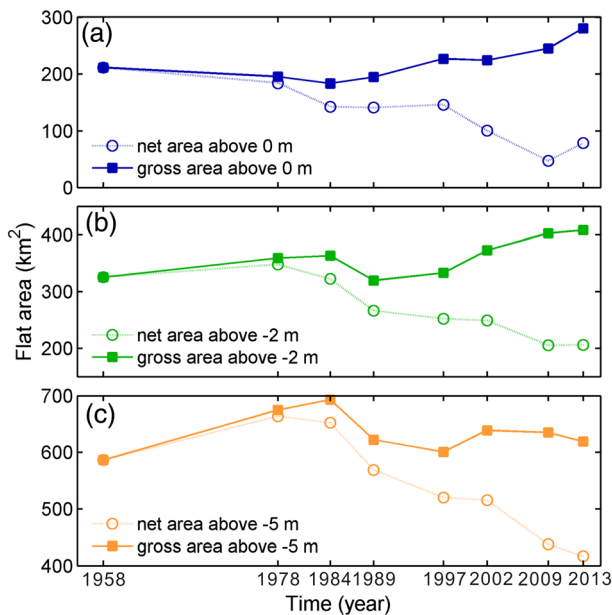 300
(a)
200
100
0
net area above 0 m
gross area above 0 m
(b)
400
300
200
net area above -2 m
gross area above -2 m
Flat area (km²)
700
(c)
600
500
400
net area above -5 m
gross area above -5 m
1958 1978 1984 1989 1997 2002 2009 2013
Time (year)